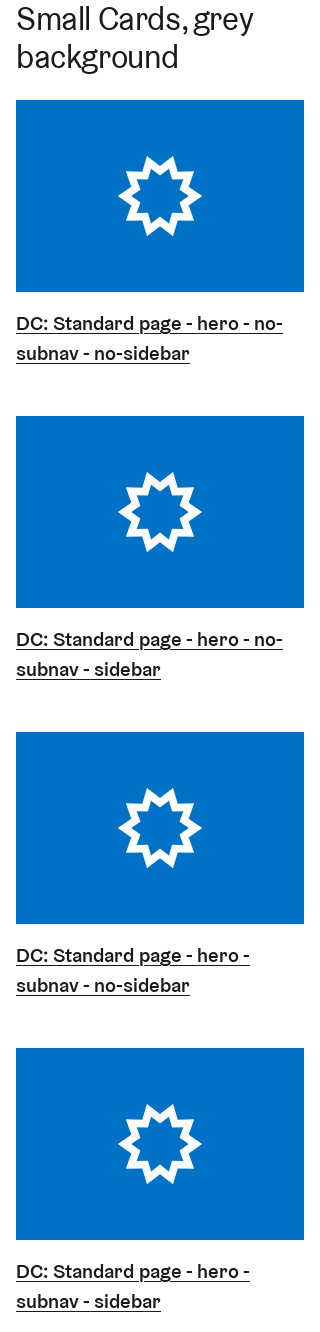 Small Cards, grey
background
DC: Standard page - hero - no-
subnav - no-sidebar
DC: Standard page - hero - no-
subnav - sidebar
DC: Standard page - hero -
subnav - no-sidebar
DC: Standard page - hero -
subnav - sidebar